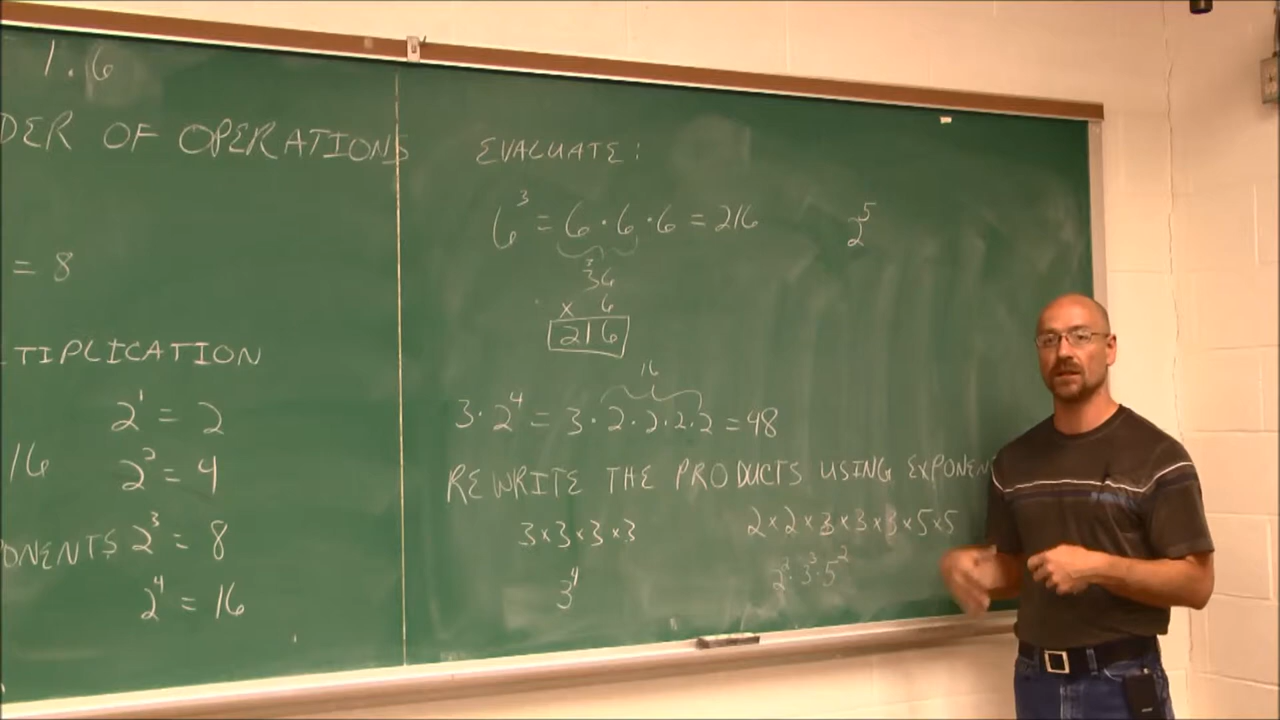 1.16
DER OF OPERATIONS
= 8
TIPLICATION
2¹ = 2
16 2² = 4
ONENTS 2³ = 8
2⁴ = 16
EVALUATE:
6³ = 6 · 6 · 6 = 216
2⁵
3
36
x 6
216
16
3 · 2⁴ = 3 · 2 · 2 · 2 · 2 = 48
REWRITE THE PRODUCTS USING EXPONEN
3 × 3 × 3 × 3
2 × 2 × 3 × 3 × 3 × 5 × 5
3⁴
2² · 3³ · 5²